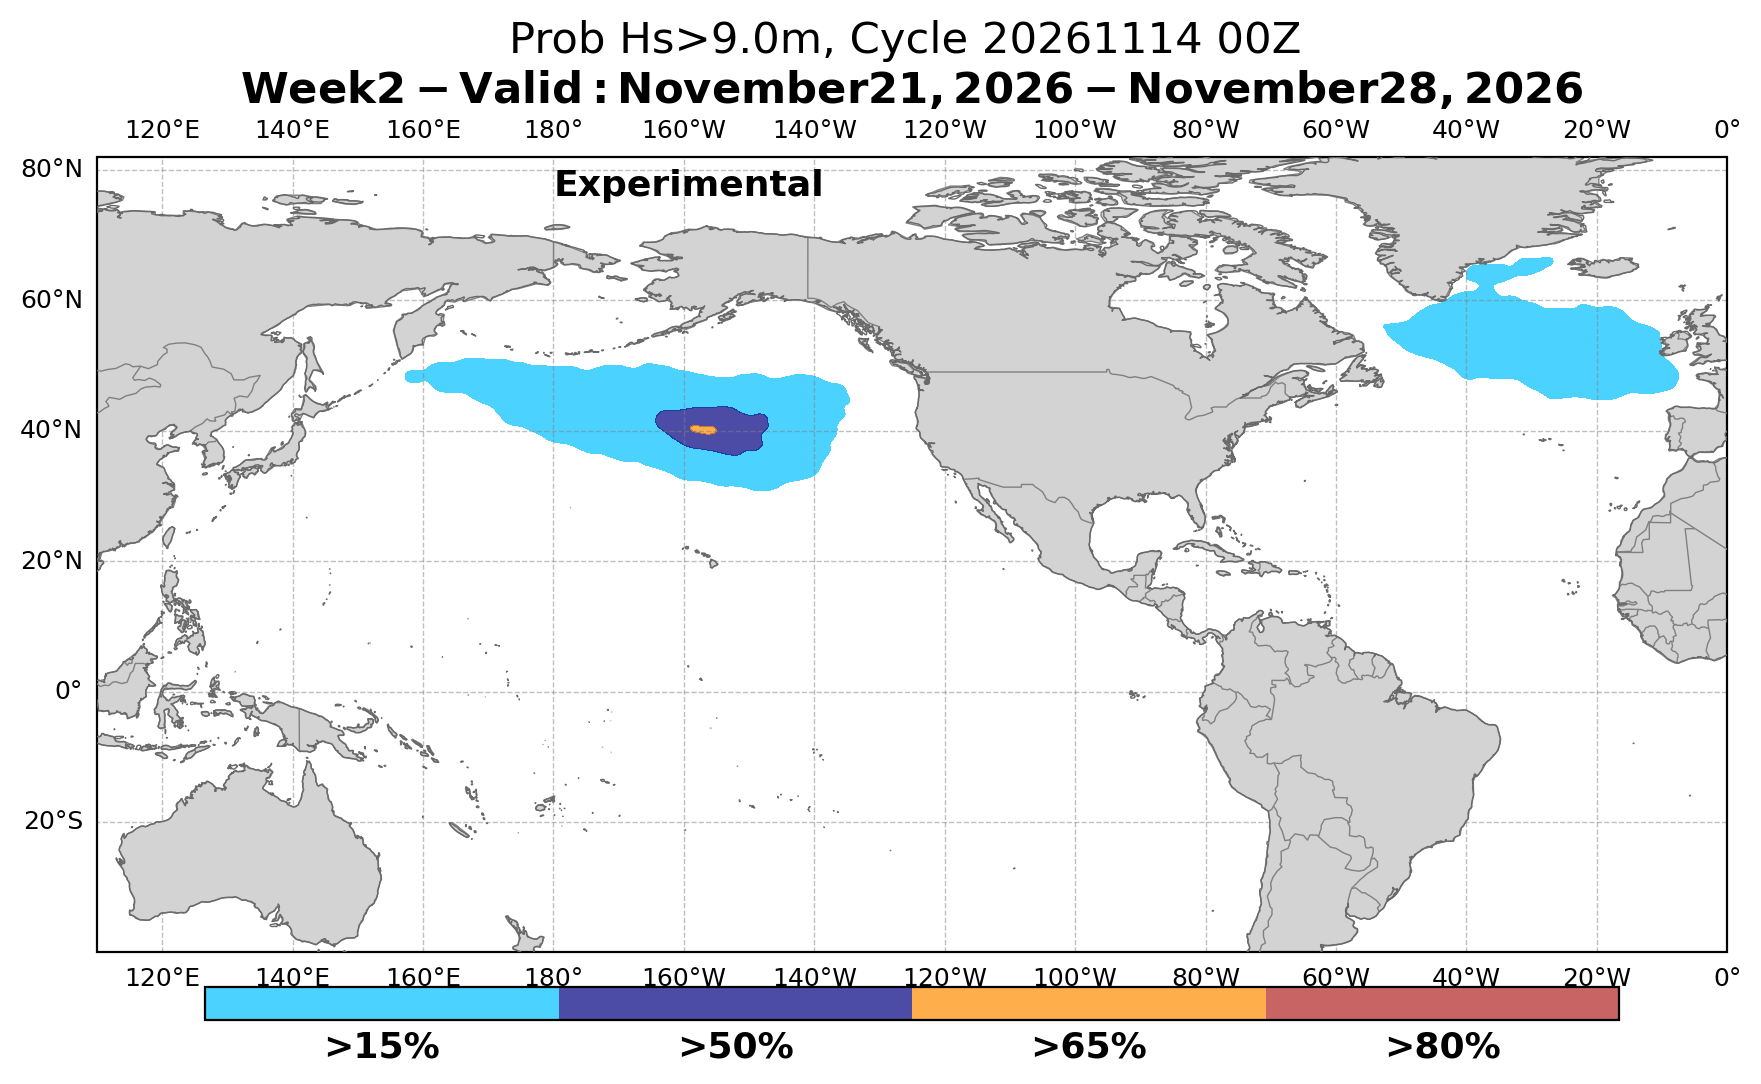 Prob Hs>9.0m, Cycle 20261114 00Z
Week2 − Valid : November21, 2026 − November28, 2026
120°E 140°E 160°E 180° 160°W 140°W 120°W 100°W 80°W 60°W 40°W 20°W 0°
80°N
Experimental
60°N
40°N
20°N
0°
20°S
120°E 140°E 160°E 180° 160°W 140°W 120°W 100°W 80°W 60°W 40°W 20°W 0°
>15% >50% >65% >80%